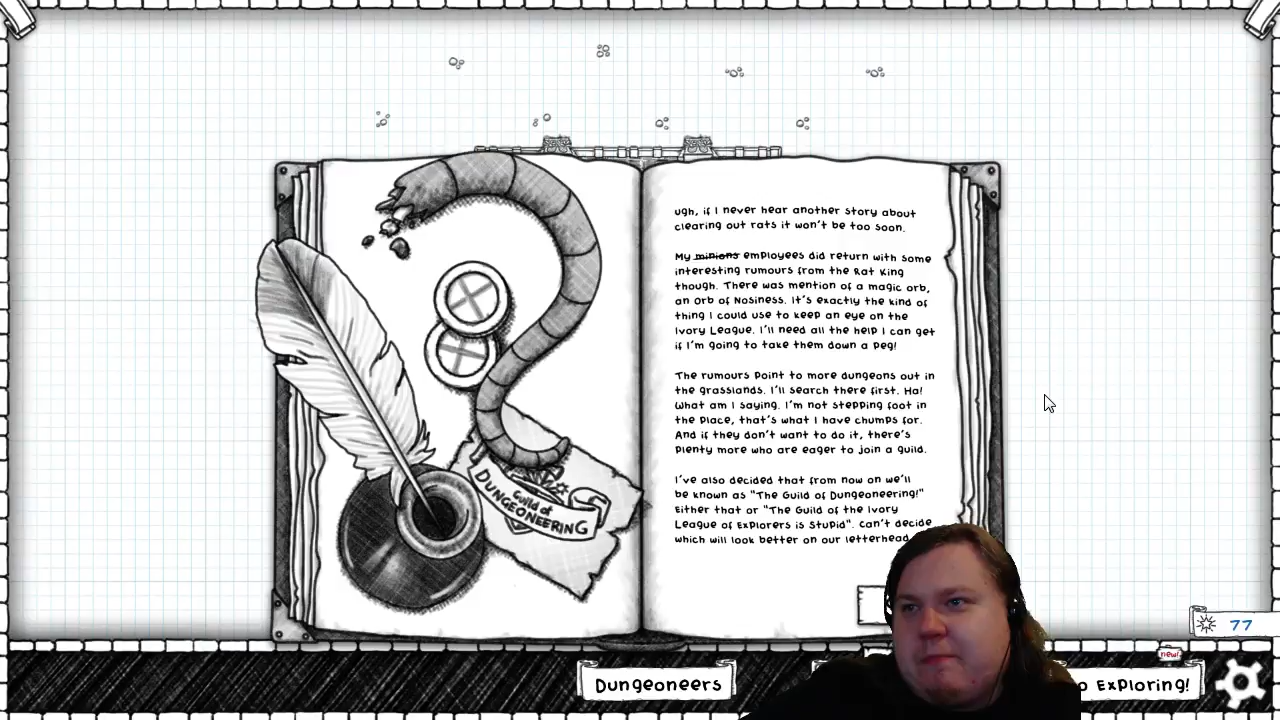 ugh, if I never hear another story about
clearing out rats it won't be too soon.
My minions employees did return with some
interesting rumours from the Rat King
though. There was mention of a magic orb,
an Orb of Nosiness. It's exactly the kind of
thing I could use to keep an eye on the
Ivory League. I'll need all the help I can get
if I'm going to take them down a peg!
The rumours point to more dungeons out in
the grasslands. I'll search there first. Ha!
What am I saying. I'm not stepping foot in
the place, that's what I have chumps for.
And if they don't want to do it, there's
plenty more who are eager to join a guild.
I've also decided that from now on we'll
be known as "The Guild of Dungeoneering!"
Either that or "The Guild of the Ivory
League of Explorers is Stupid". Can't decide
which will look better on our letterhead
Guild of
DUNGEONEERING
77
new!
Dungeoneers
o Exploring!